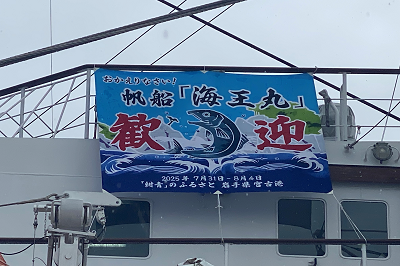 おかえりなさい!
帆船「海王丸」
歓迎
2025年7月31日-8月4日
「紺青」のふるさと 岩手県宮古港